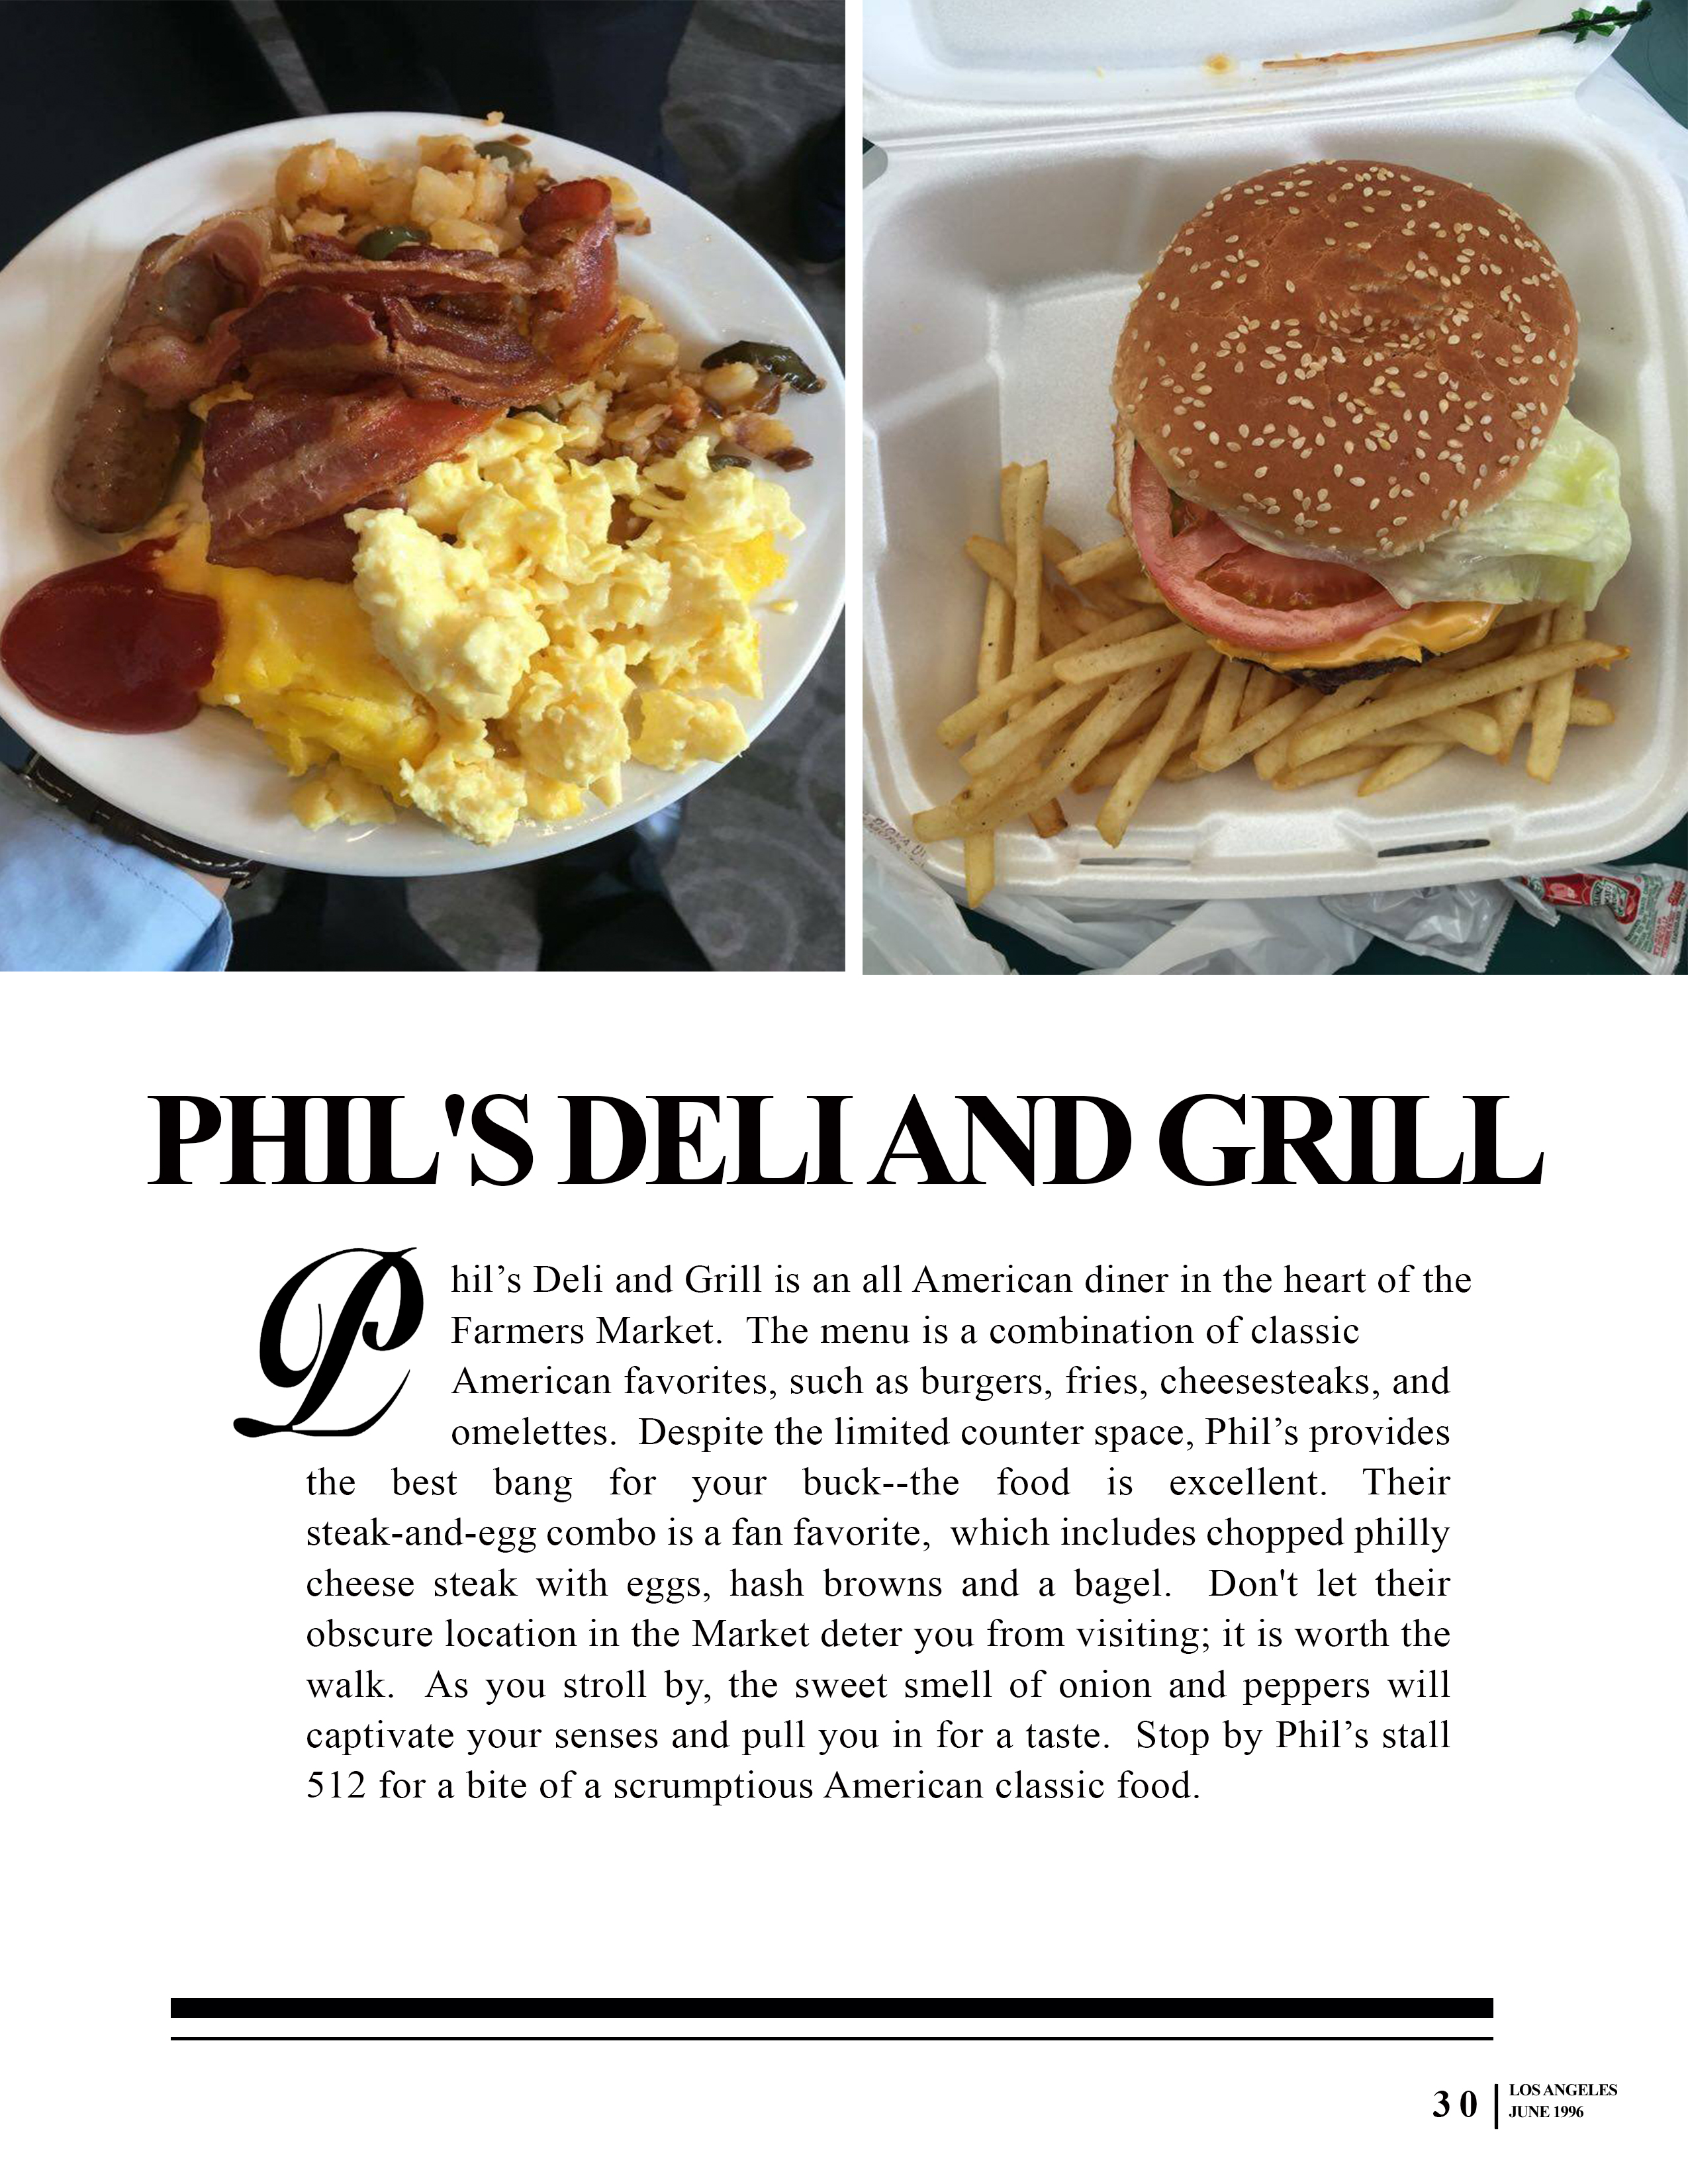 PHIL'S DELI AND GRILL
Phil’s Deli and Grill is an all American diner in the heart of the
Farmers Market.  The menu is a combination of classic
American favorites, such as burgers, fries, cheesesteaks, and
omelettes.  Despite the limited counter space, Phil’s provides
the best bang for your buck--the food is excellent. Their
steak-and-egg combo is a fan favorite,  which includes chopped philly
cheese steak with eggs, hash browns and a bagel.  Don't let their
obscure location in the Market deter you from visiting; it is worth the
walk.  As you stroll by, the sweet smell of onion and peppers will
captivate your senses and pull you in for a taste.  Stop by Phil’s stall
512 for a bite of a scrumptious American classic food.
30
LOS ANGELES
JUNE 1996